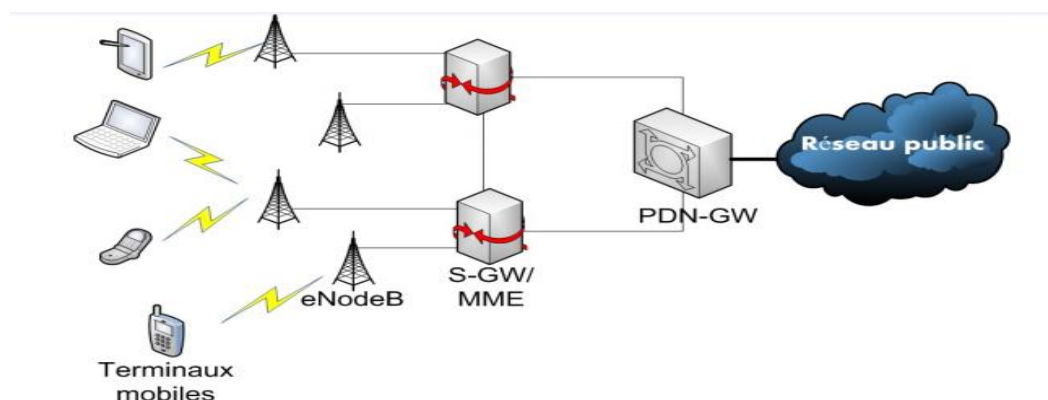 Réseau public
PDN-GW
S-GW/
MME
eNodeB
Terminaux
mobiles